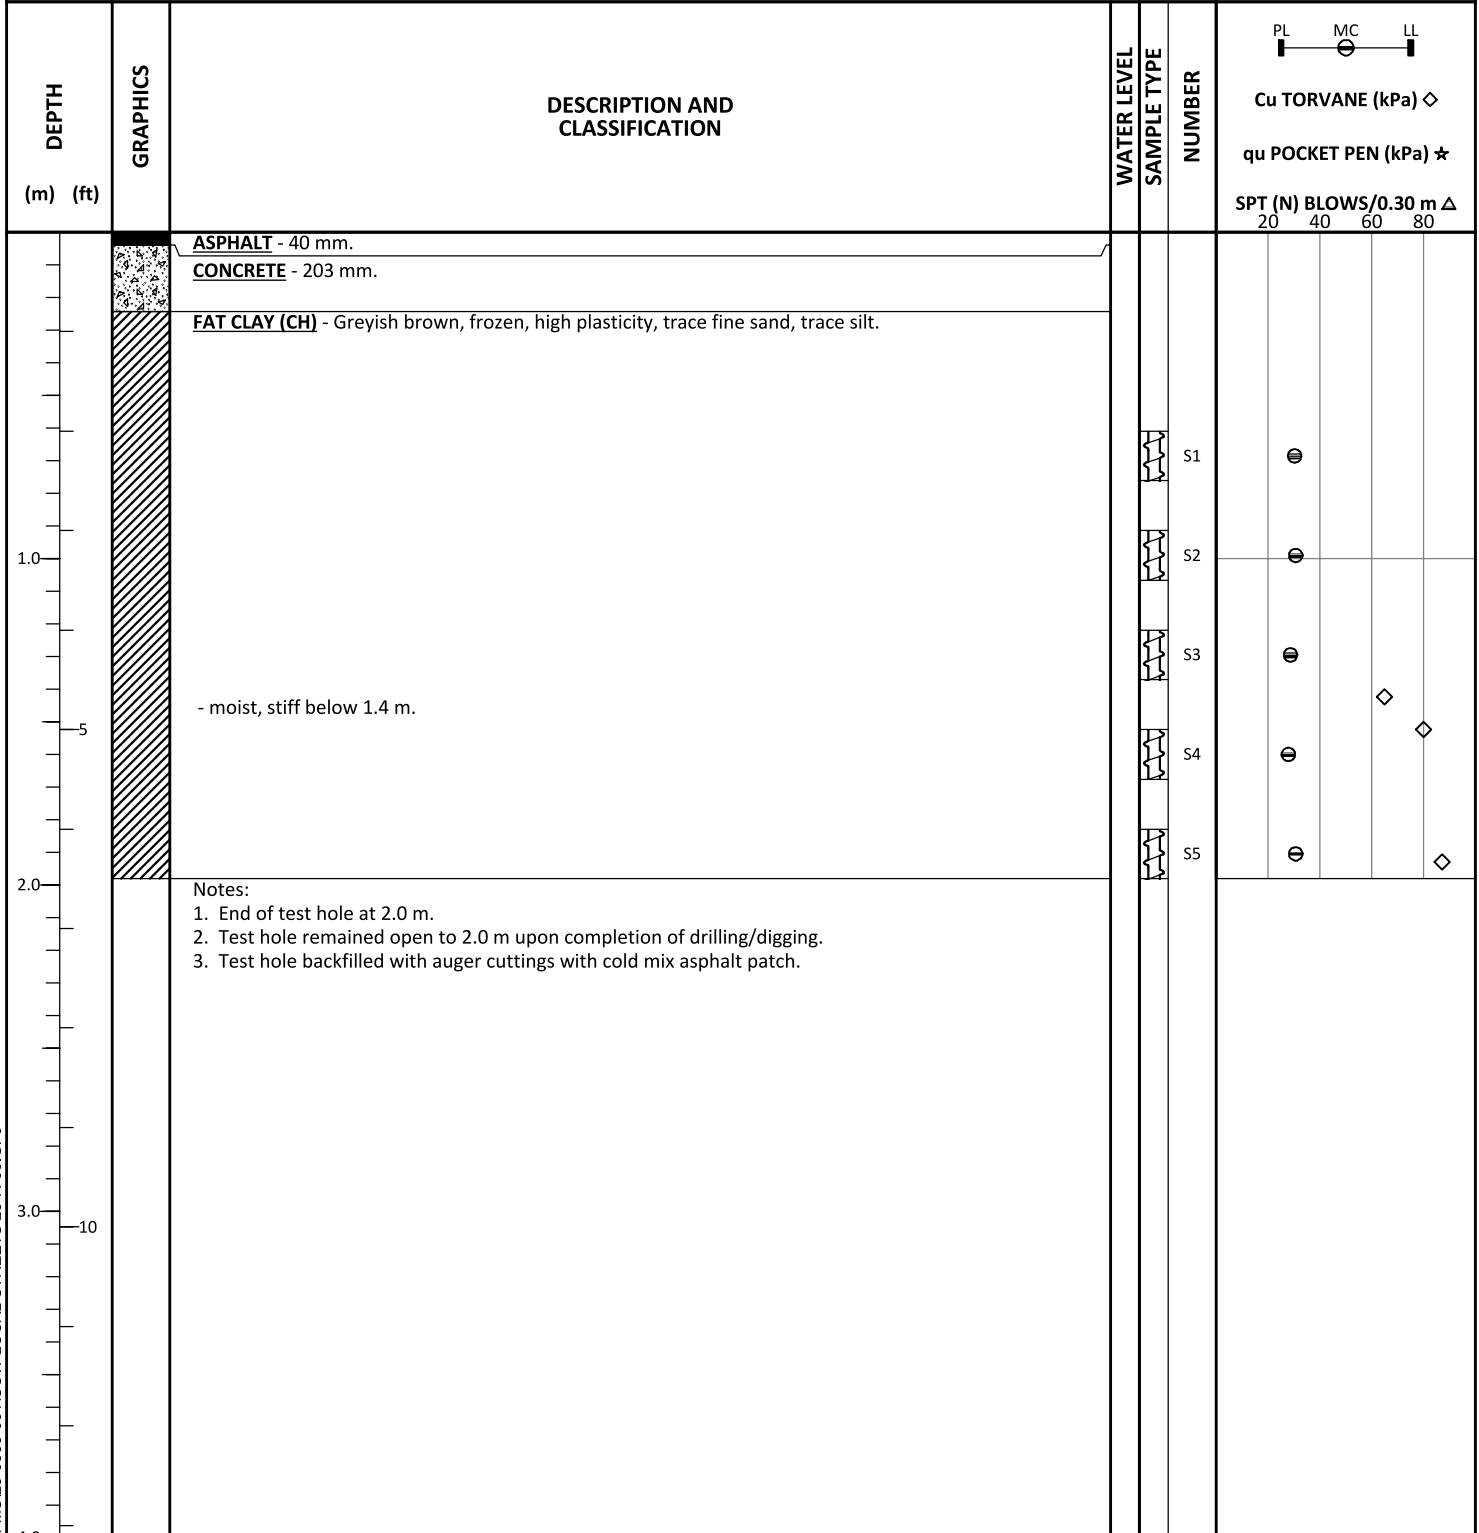 DEPTH
(m) (ft)
GRAPHICS
DESCRIPTION AND
CLASSIFICATION
WATER LEVEL
SAMPLE TYPE
NUMBER
PL MC LL
Cu TORVANE (kPa)
qu POCKET PEN (kPa)
SPT (N) BLOWS/0.30 m
20 40 60 80
ASPHALT - 40 mm.
CONCRETE - 203 mm.
FAT CLAY (CH) - Greyish brown, frozen, high plasticity, trace fine sand, trace silt.
S1
1.0
S2
S3
- moist, stiff below 1.4 m.
5
S4
S5
2.0
Notes:
1. End of test hole at 2.0 m.
2. Test hole remained open to 2.0 m upon completion of drilling/digging.
3. Test hole backfilled with auger cuttings with cold mix asphalt patch.
3.0
10